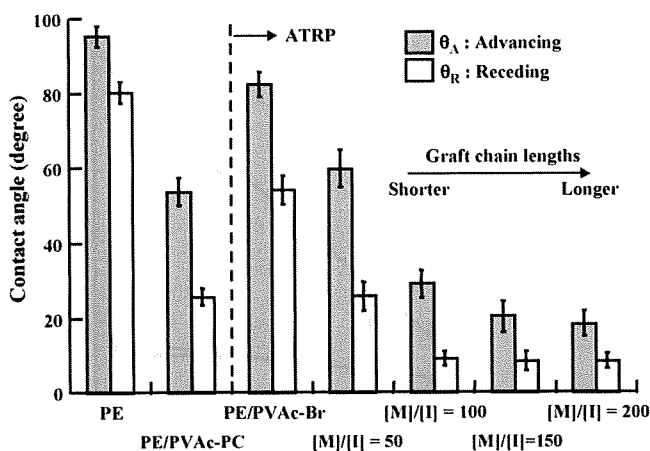 100
80
60
40
20
0
Contact angle (degree)
ATRP
θA : Advancing
θR : Receding
Graft chain lengths
Shorter
Longer
PE
PE/PVAc-Br
[M]/[I] = 100
[M]/[I] = 200
PE/PVAc-PC
[M]/[I] = 50
[M]/[I]=150